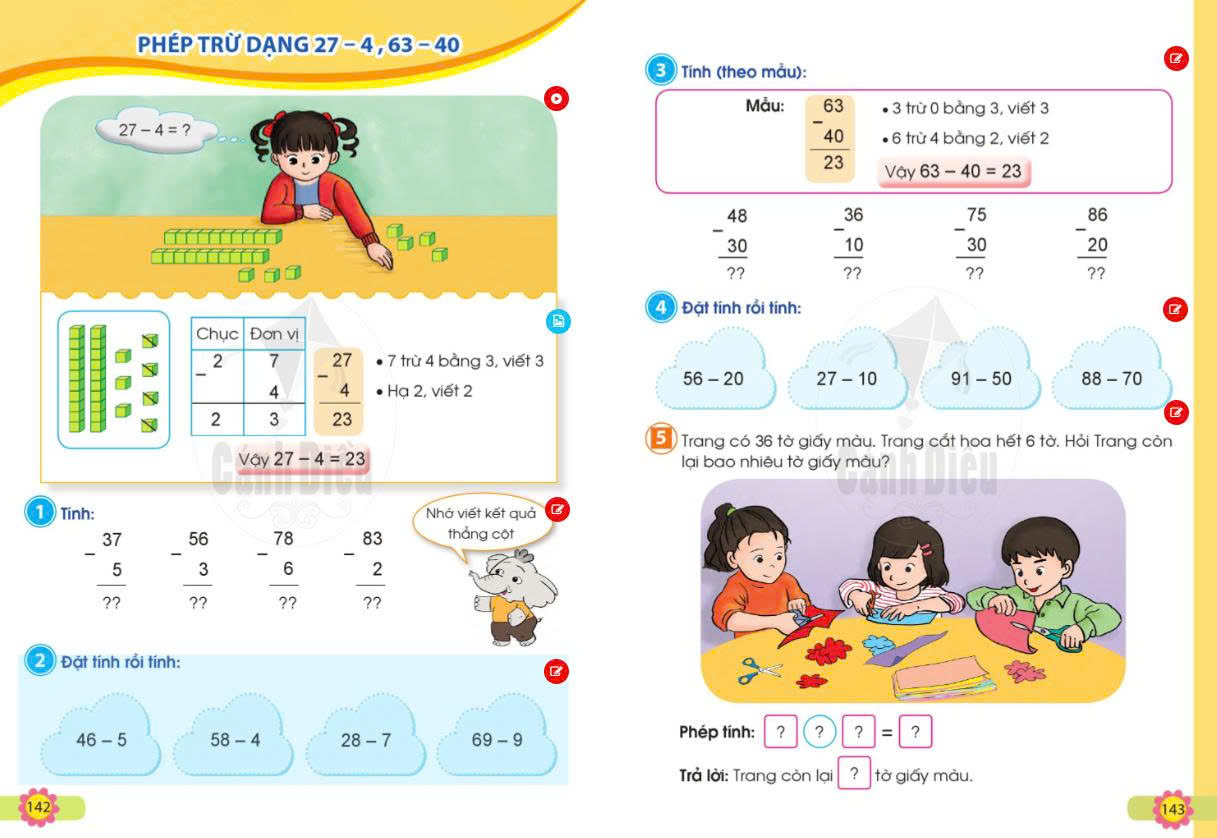 PHÉP TRỪ DẠNG 27 – 4 , 63 – 40
27 – 4 = ?
Chục Đơn vị
2 7
–
4
2 3
27
–
4
23
• 7 trừ 4 bằng 3, viết 3
• Hạ 2, viết 2
Vậy 27 – 4 = 23
Cánh Diều
1 Tính:
37 56 78 83
– – – –
5 3 6 2
?? ?? ?? ??
Nhớ viết kết quả
thẳng cột
2 Đặt tính rồi tính:
46 – 5 58 – 4 28 – 7 69 – 9
142
3 Tính (theo mẫu):
Mẫu:
63
–
40
23
• 3 trừ 0 bằng 3, viết 3
• 6 trừ 4 bằng 2, viết 2
Vậy 63 – 40 = 23
48 36 75 86
– – – –
30 10 30 20
?? ?? ?? ??
4 Đặt tính rồi tính:
56 – 20 27 – 10 91 – 50 88 – 70
Cánh Diều
5 Trang có 36 tờ giấy màu. Trang cắt hoa hết 6 tờ. Hỏi Trang còn
lại bao nhiêu tờ giấy màu?
Phép tính: ? ? ? = ?
Trả lời: Trang còn lại ? tờ giấy màu.
143